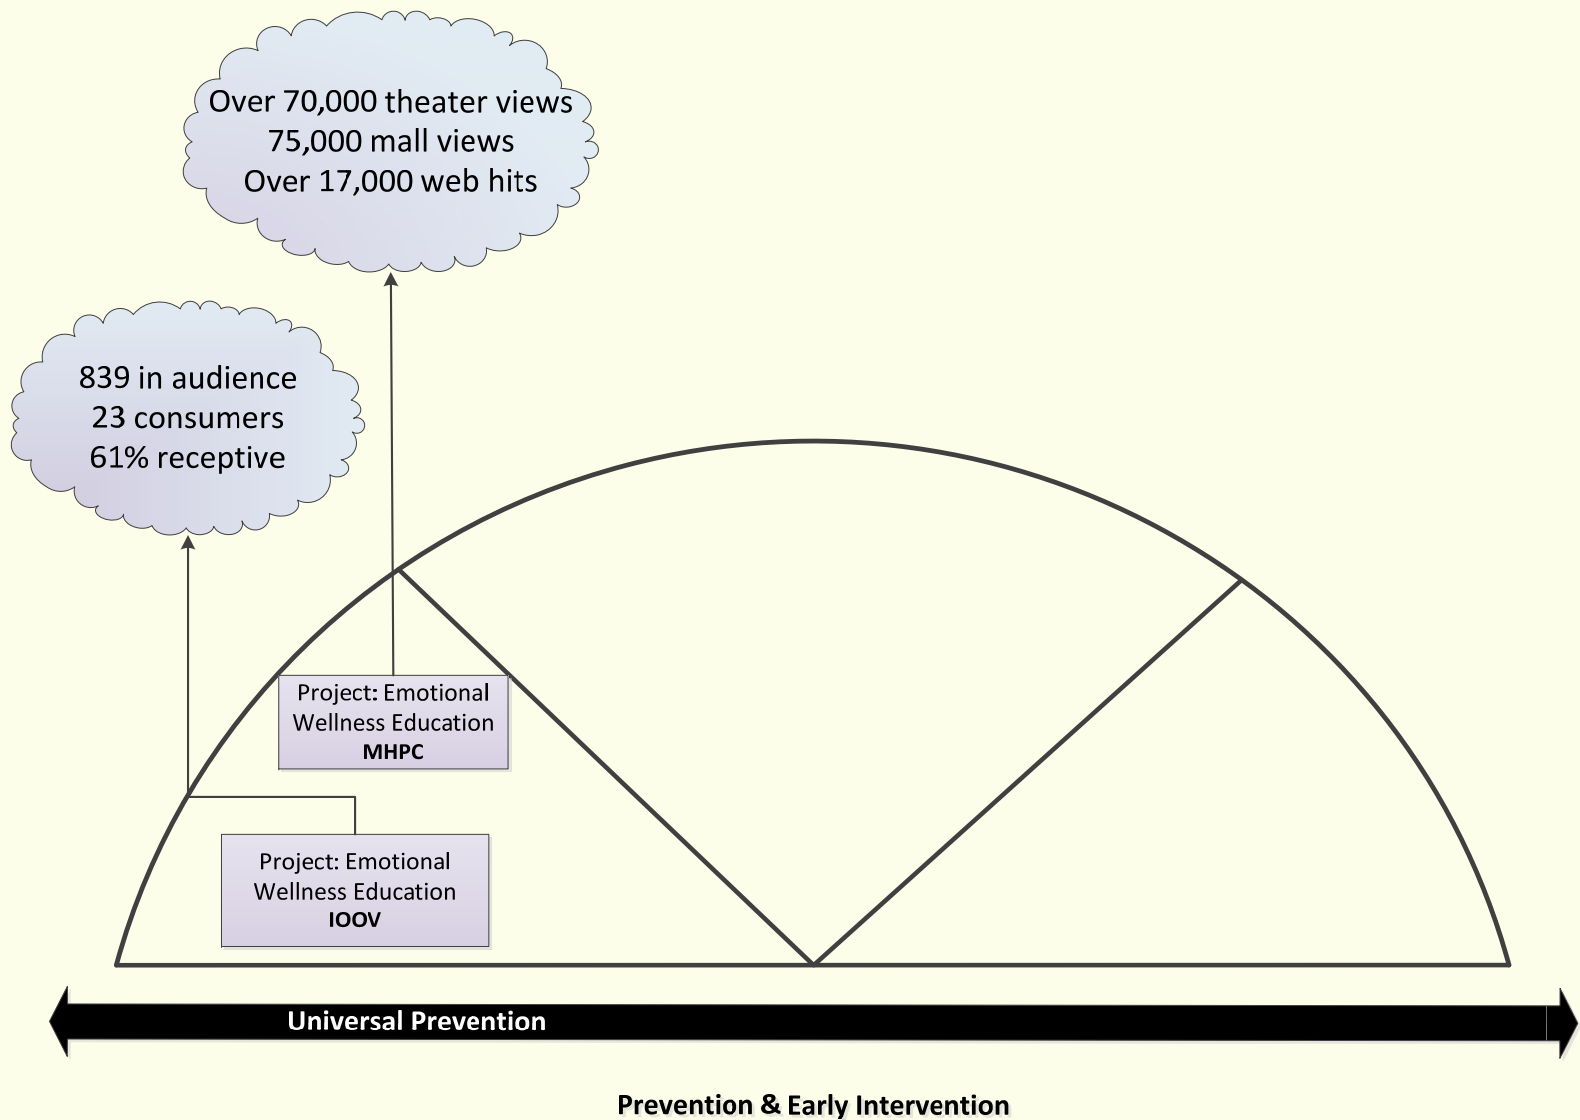 Over 70,000 theater views
75,000 mall views
Over 17,000 web hits
839 in audience
23 consumers
61% receptive
Project: Emotional
Wellness Education
MHPC
Project: Emotional
Wellness Education
IOOV
Universal Prevention
Prevention & Early Intervention